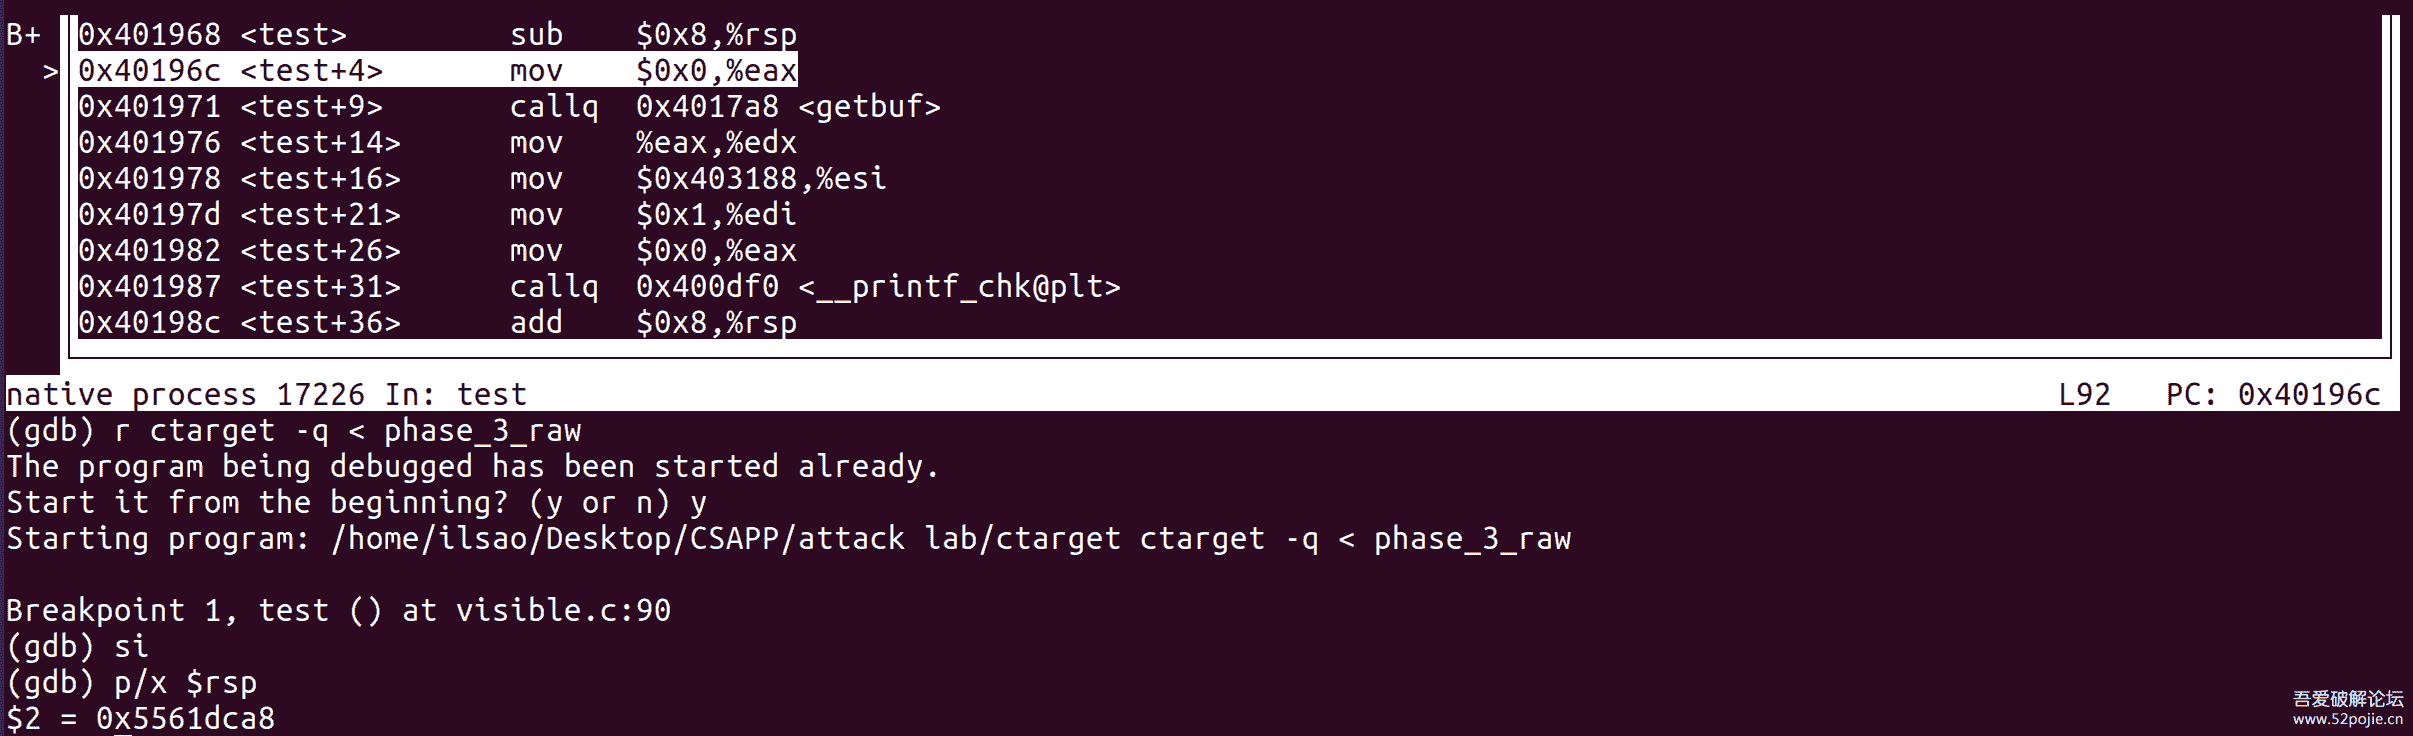 B+ 0x401968 <test> sub $0x8,%rsp
> 0x40196c <test+4> mov $0x0,%eax
0x401971 <test+9> callq 0x4017a8 <getbuf>
0x401976 <test+14> mov %eax,%edx
0x401978 <test+16> mov $0x403188,%esi
0x40197d <test+21> mov $0x1,%edi
0x401982 <test+26> mov $0x0,%eax
0x401987 <test+31> callq 0x400df0 <__printf_chk@plt>
0x40198c <test+36> add $0x8,%rsp
native process 17226 In: test L92 PC: 0x40196c
(gdb) r ctarget -q < phase_3_raw
The program being debugged has been started already.
Start it from the beginning? (y or n) y
Starting program: /home/ilsao/Desktop/CSAPP/attack lab/ctarget ctarget -q < phase_3_raw
Breakpoint 1, test () at visible.c:90
(gdb) si
(gdb) p/x $rsp
$2 = 0x5561dca8
吾爱破解论坛
www.52pojie.cn